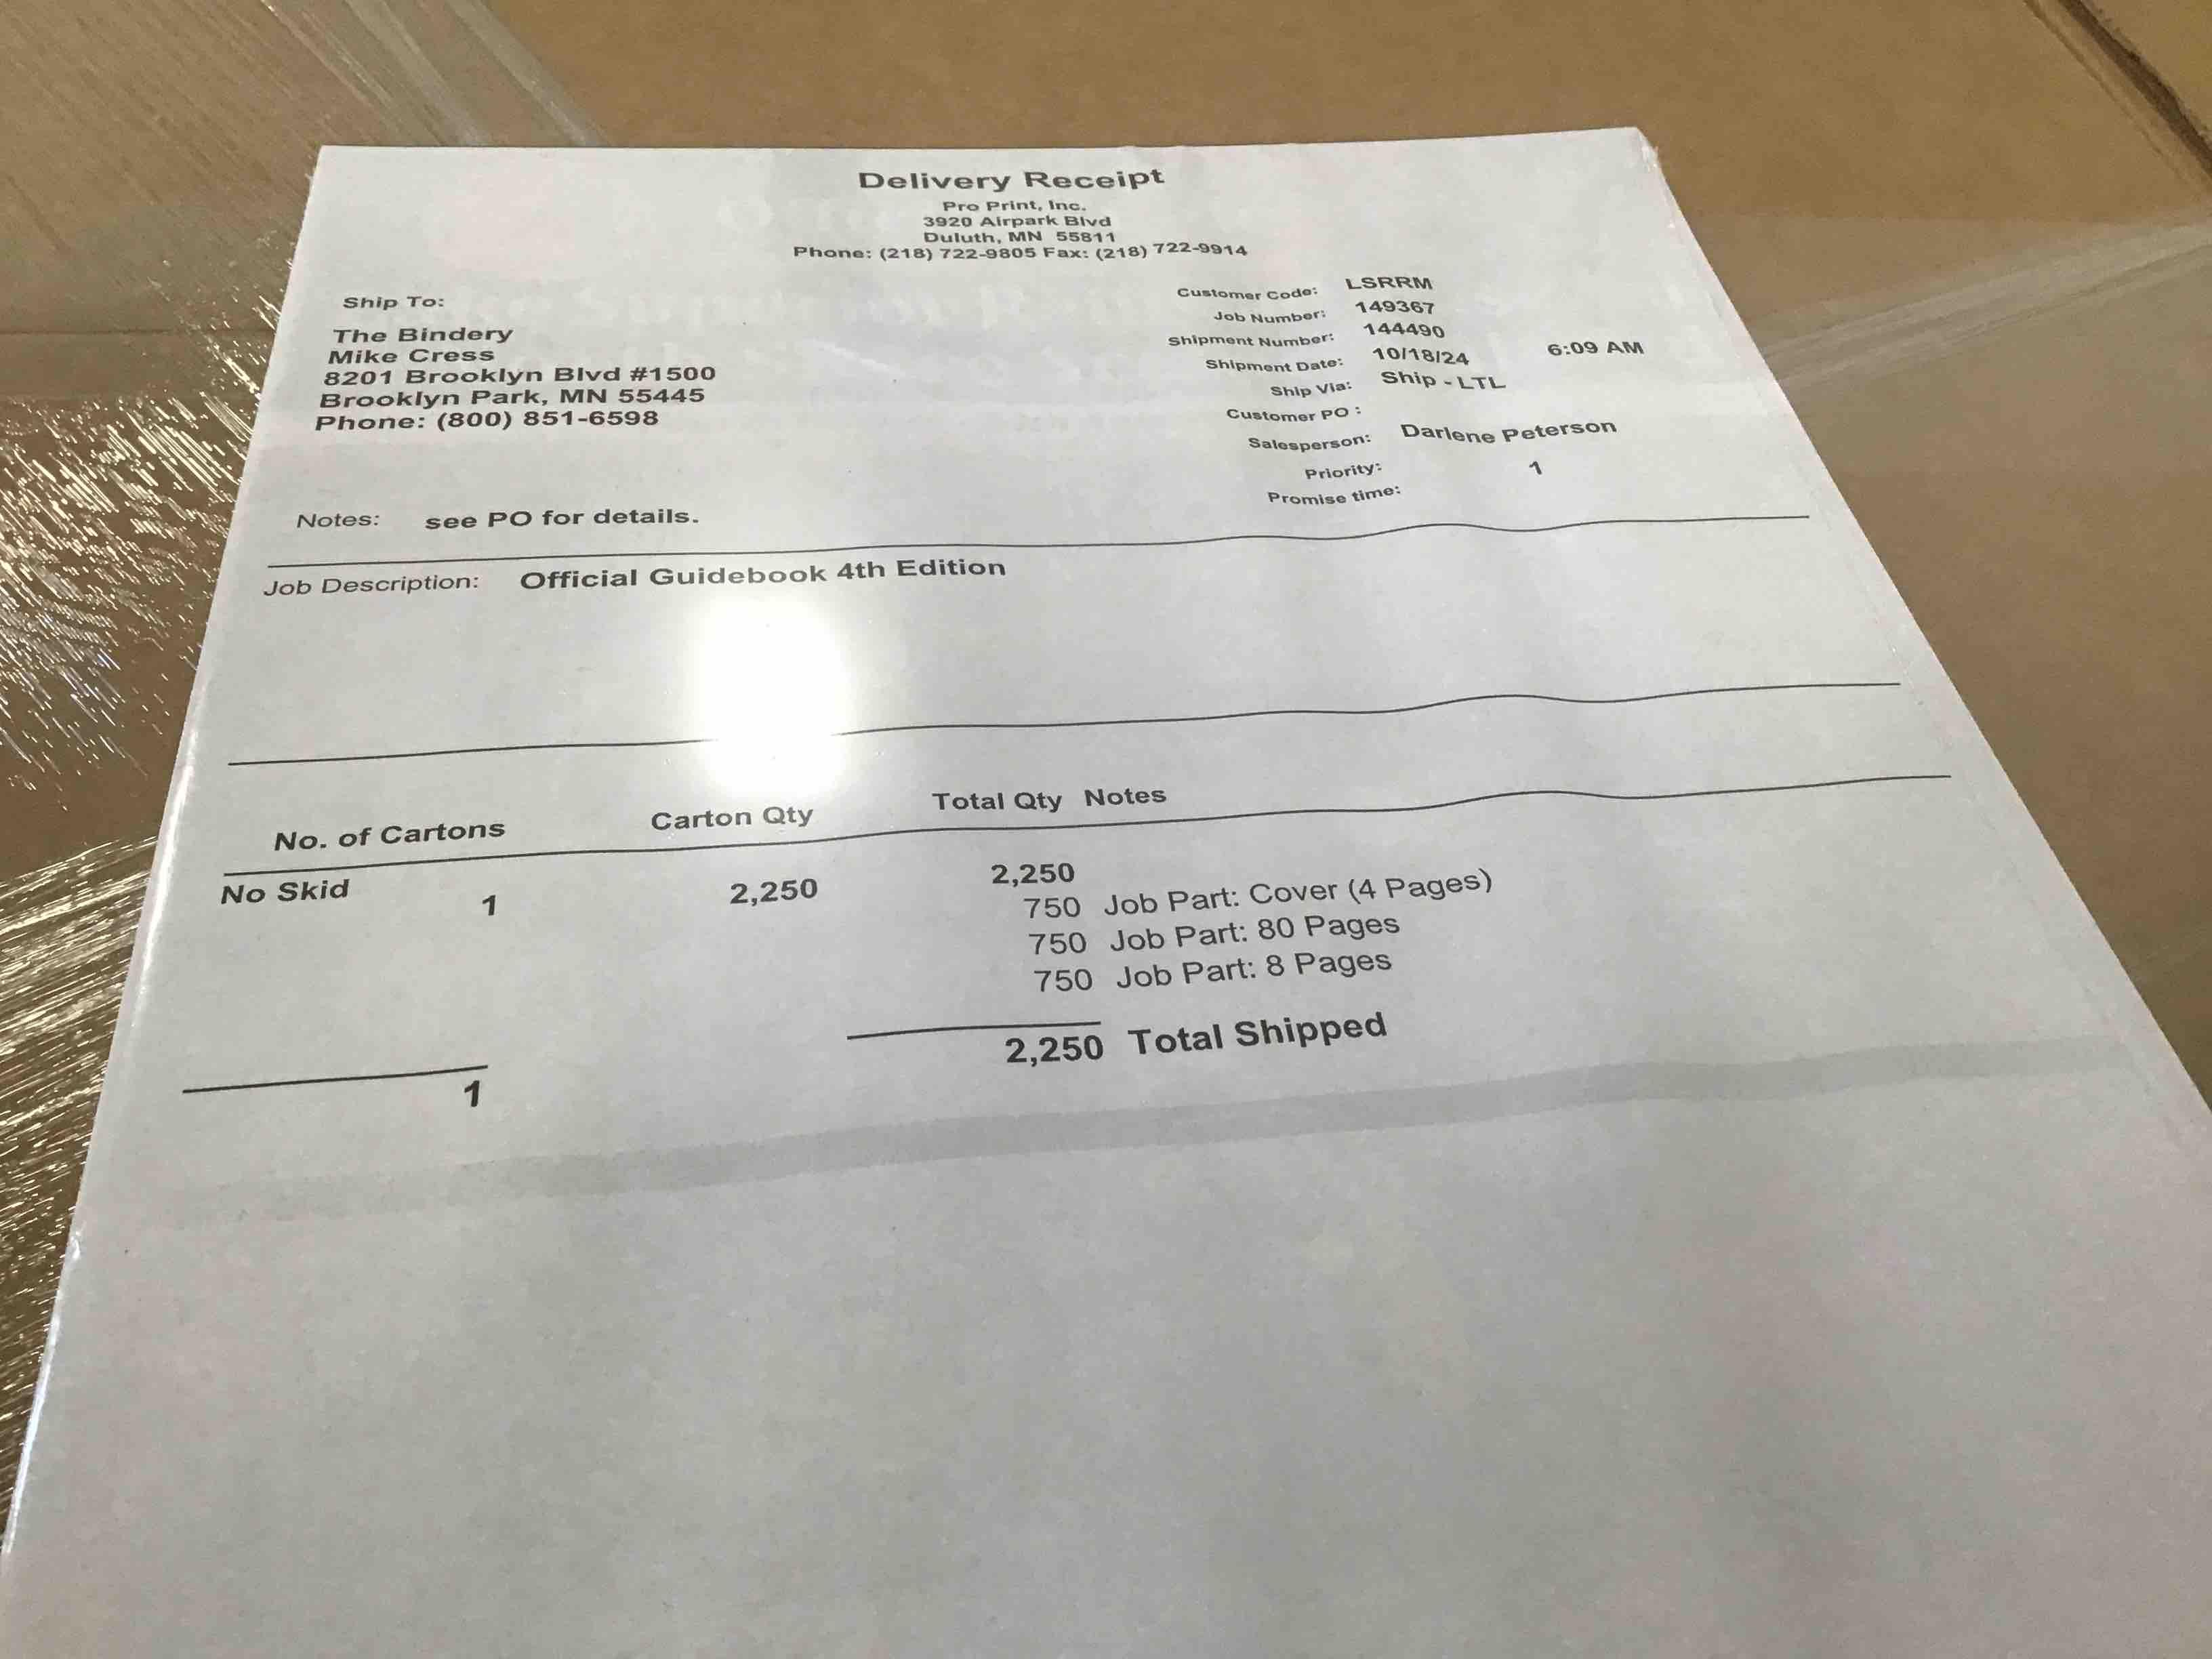 Delivery Receipt
Pro Print, Inc.
3920 Airpark Blvd
Duluth, MN 55811
Phone: (218) 722-9805 Fax: (218) 722-9914
Ship To:
The Bindery
Mike Cress
8201 Brooklyn Blvd #1500
Brooklyn Park, MN 55445
Phone: (800) 851-6598
Customer Code: LSRRM
Job Number: 149367
Shipment Number: 144490
Shipment Date: 10/18/24 6:09 AM
Ship Via: Ship - LTL
Customer PO :
Salesperson: Darlene Peterson
Priority: 1
Promise time:
Notes: see PO for details.
Job Description: Official Guidebook 4th Edition
No. of Cartons Carton Qty Total Qty Notes
No Skid 1 2,250 2,250
750 Job Part: Cover (4 Pages)
750 Job Part: 80 Pages
750 Job Part: 8 Pages
2,250 Total Shipped
1